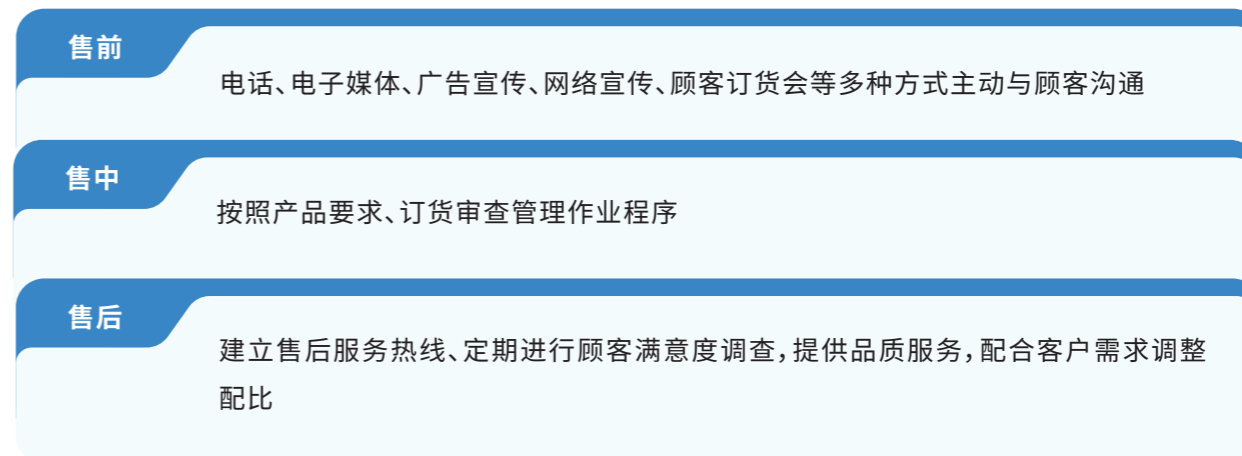 售前
电话、电子媒体、广告宣传、网络宣传、顾客订货会等多种方式主动与顾客沟通
售中
按照产品要求、订货审查管理作业程序
售后
建立售后服务热线、定期进行顾客满意度调查，提供品质服务，配合客户需求调整
配比